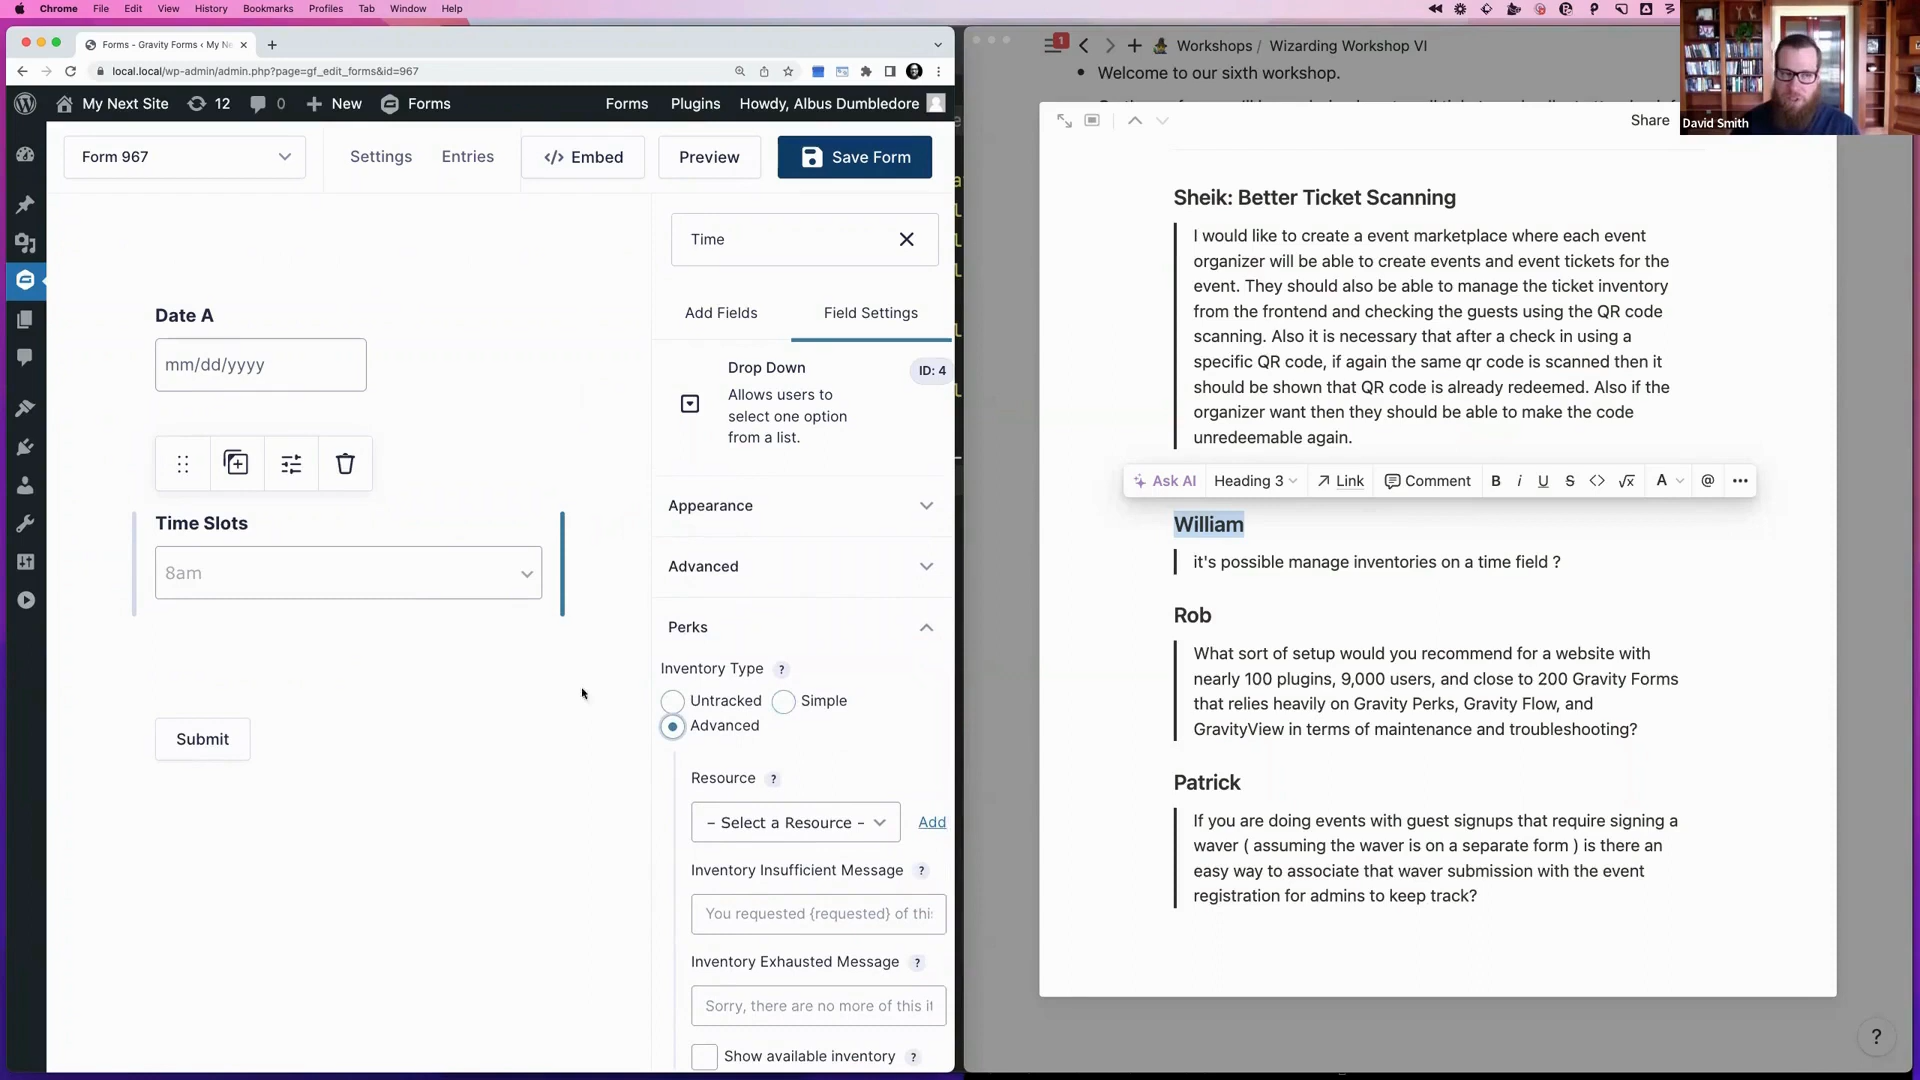 Chrome File Edit View History Bookmarks Profiles Tab Window Help
Forms - Gravity Forms ‹ My Ne
local.local/wp-admin/admin.php?page=gf_edit_forms&id=967
My Next Site 12 0 New Forms Forms Plugins Howdy, Albus Dumbledore
Form 967 Settings Entries </> Embed Preview Save Form
Time
Add Fields Field Settings
Drop Down ID: 4
Allows users to
select one option
from a list.
Date A
mm/dd/yyyy
Time Slots
8am
Submit
Appearance
Advanced
Perks
Inventory Type ?
Untracked Simple
Advanced
Resource ?
– Select a Resource – Add
Inventory Insufficient Message ?
You requested {requested} of this
Inventory Exhausted Message ?
Sorry, there are no more of this it
Show available inventory ?
1 Workshops / Wizarding Workshop VI
Welcome to our sixth workshop.
Share
David Smith
Sheik: Better Ticket Scanning
I would like to create a event marketplace where each event
organizer will be able to create events and event tickets for the
event. They should also be able to manage the ticket inventory
from the frontend and checking the guests using the QR code
scanning. Also it is necessary that after a check in using a
specific QR code, if again the same qr code is scanned then it
should be shown that QR code is already redeemed. Also if the
organizer want then they should be able to make the code
unredeemable again.
Ask AI Heading 3 Link Comment B i U S <> √x A @ •••
William
it's possible manage inventories on a time field ?
Rob
What sort of setup would you recommend for a website with
nearly 100 plugins, 9,000 users, and close to 200 Gravity Forms
that relies heavily on Gravity Perks, Gravity Flow, and
GravityView in terms of maintenance and troubleshooting?
Patrick
If you are doing events with guest signups that require signing a
waver ( assuming the waver is on a separate form ) is there an
easy way to associate that waver submission with the event
registration for admins to keep track?
?